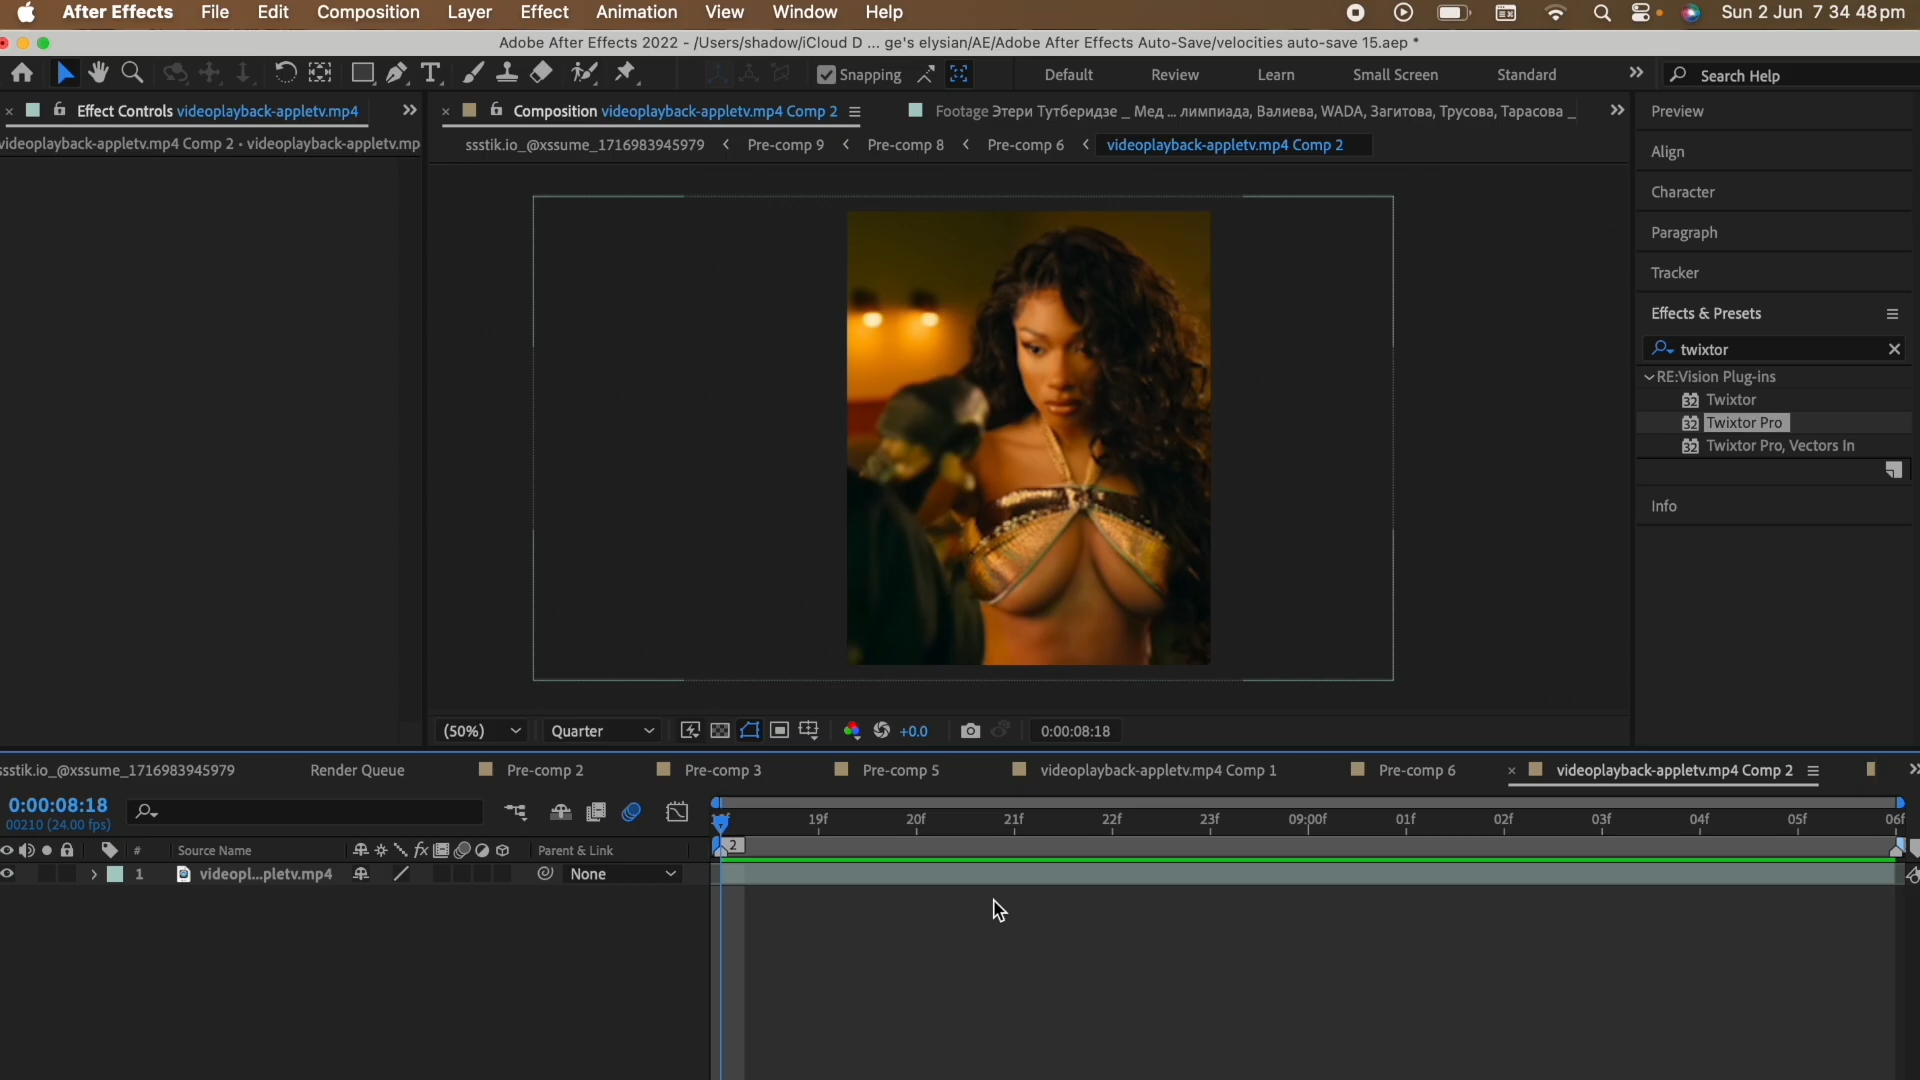 After Effects File Edit Composition Layer Effect Animation View Window Help Sun 2 Jun 7 34 48 pm
Adobe After Effects 2022 - /Users/shadow/iCloud D ... ge's elysian/AE/Adobe After Effects Auto-Save/velocities auto-save 15.aep *
Snapping Default Review Learn Small Screen Standard Search Help
Effect Controls videoplayback-appletv.mp4
videoplayback-appletv.mp4 Comp 2 • videoplayback-appletv.mp
Composition videoplayback-appletv.mp4 Comp 2
Footage Этери Тутберидзе _ Мед ... лимпиада, Валиева, WADA, Загитова, Трусова, Тарасова _
ssstik.io_@xssume_1716983945979 < Pre-comp 9 < Pre-comp 8 < Pre-comp 6 < videoplayback-appletv.mp4 Comp 2
Preview
Align
Character
Paragraph
Tracker
Effects & Presets
twixtor
RE:Vision Plug-ins
32 Twixtor
32 Twixtor Pro
32 Twixtor Pro, Vectors In
Info
(50%) Quarter +0.0 0:00:08:18
ssstik.io_@xssume_1716983945979 Render Queue Pre-comp 2 Pre-comp 3 Pre-comp 5 videoplayback-appletv.mp4 Comp 1 Pre-comp 6 videoplayback-appletv.mp4 Comp 2
0:00:08:18
00210 (24.00 fps)
19f 20f 21f 22f 23f 09:00f 01f 02f 03f 04f 05f 06f
# Source Name fx Parent & Link 2
1 videopl...pletv.mp4 None